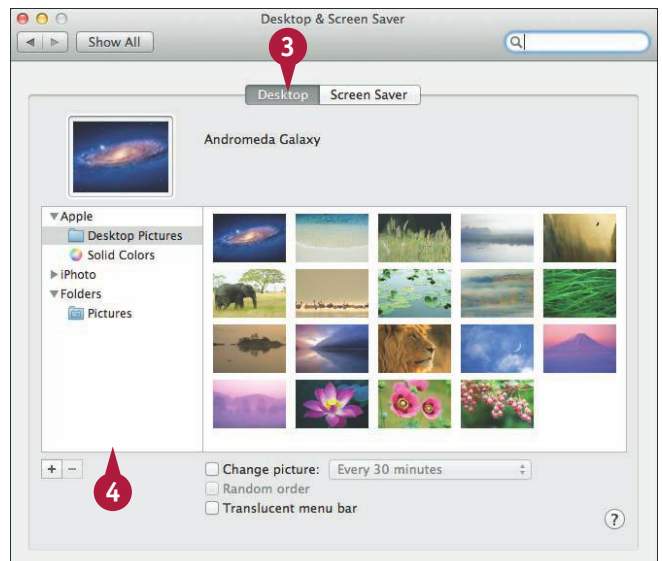 Desktop & Screen Saver
Show All
3
Desktop Screen Saver
Andromeda Galaxy
Apple
Desktop Pictures
Solid Colors
iPhoto
Folders
Pictures
+ −
4
Change picture: Every 30 minutes
Random order
Translucent menu bar
?